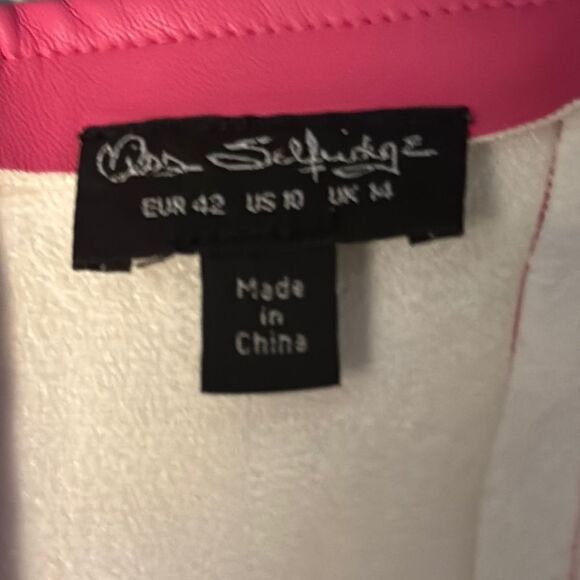 Miss Selfridge
EUR 42 US 10 UK 14
Made
in
China